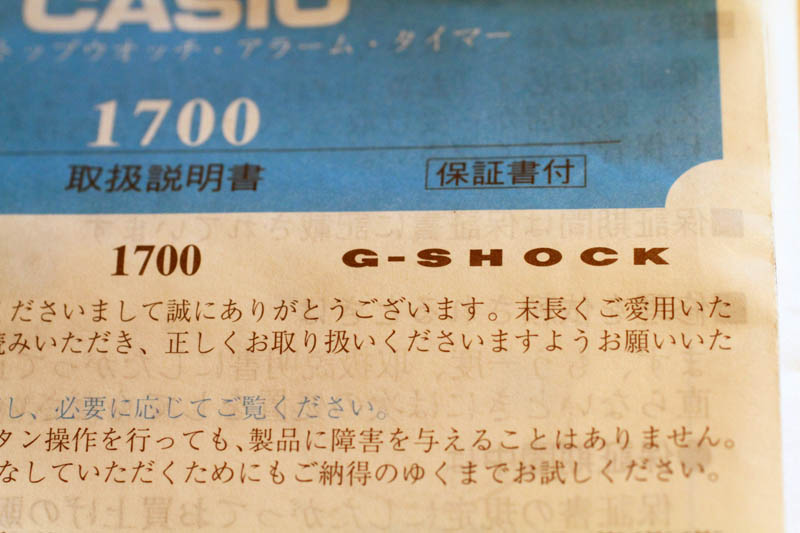 CASIO
ップウオッチ・アラーム・タイマー
1700
取扱説明書 保証書付
1700 G-SHOCK
ださいまして誠にありがとうございます。末長くご愛用いた
読みいただき、正しくお取り扱いくださいますようお願いいた
し、必要に応じてご覧ください。
タン操作を行っても、製品に障害を与えることはありません。
なしていただくためにもご納得のゆくまでお試しください。